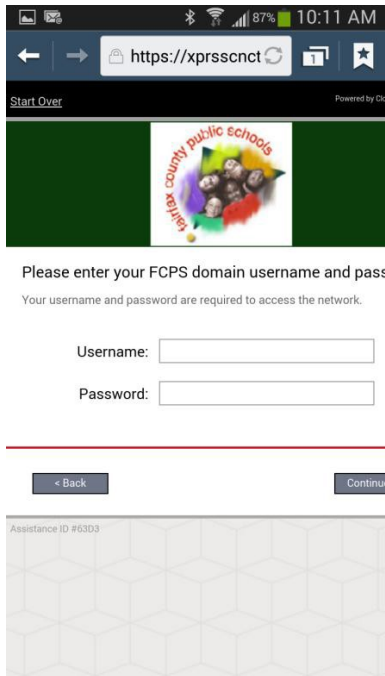 87% 10:11 AM
https://xprsscnct
1
Start Over
Powered by Clo
fairfax county public schools
Please enter your FCPS domain username and pass
Your username and password are required to access the network.
Username:
Password:
< Back
Continue
Assistance ID #63D3